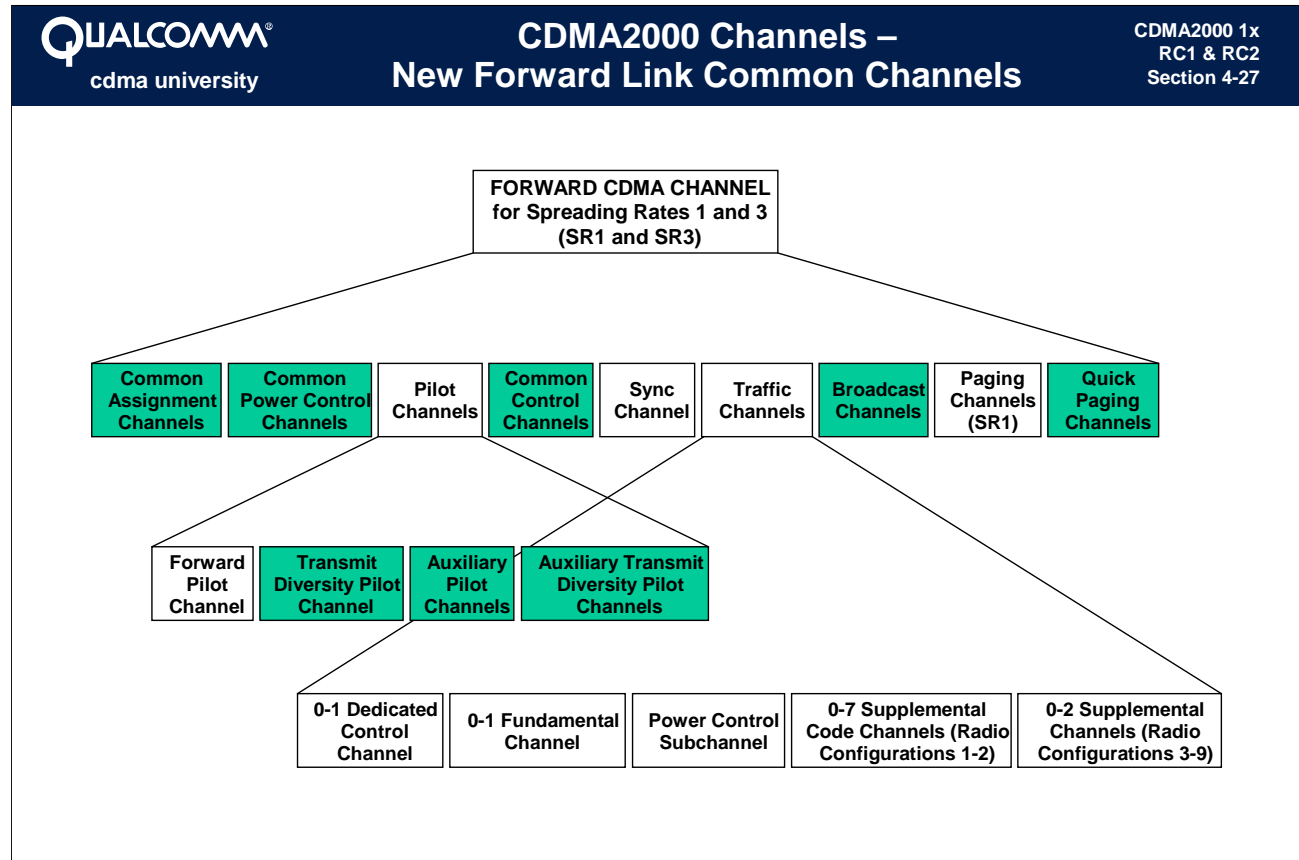 QUALCOMM®
cdma university
CDMA2000 Channels –
New Forward Link Common Channels
CDMA2000 1x
RC1 & RC2
Section 4-27
FORWARD CDMA CHANNEL
for Spreading Rates 1 and 3
(SR1 and SR3)
Common
Assignment
Channels
Common
Power Control
Channels
Pilot
Channels
Common
Control
Channels
Sync
Channel
Traffic
Channels
Broadcast
Channels
Paging
Channels
(SR1)
Quick
Paging
Channels
Forward
Pilot
Channel
Transmit
Diversity Pilot
Channel
Auxiliary
Pilot
Channels
Auxiliary Transmit
Diversity Pilot
Channels
0-1 Dedicated
Control
Channel
0-1 Fundamental
Channel
Power Control
Subchannel
0-7 Supplemental
Code Channels (Radio
Configurations 1-2)
0-2 Supplemental
Channels (Radio
Configurations 3-9)